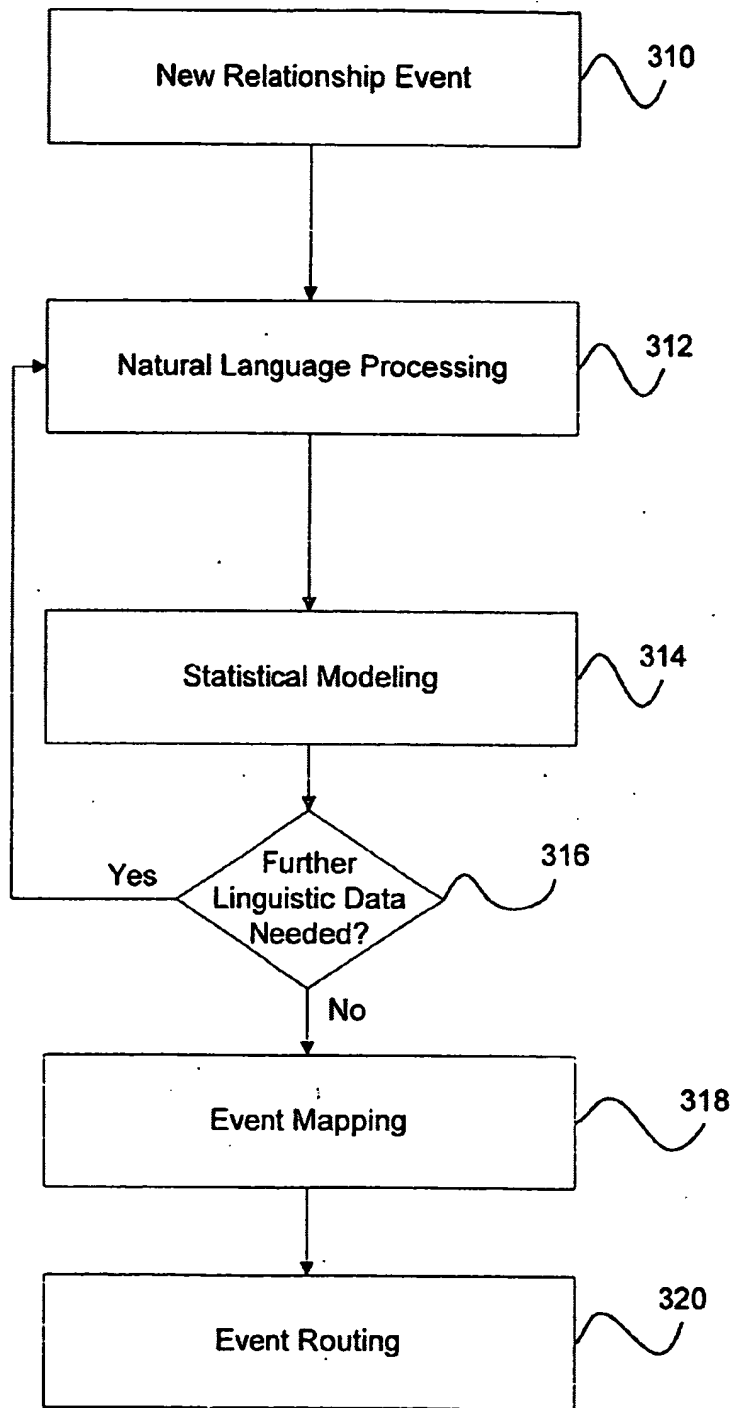 New Relationship Event
310
Natural Language Processing
312
Statistical Modeling
314
Further
Linguistic Data
Needed?
316
Yes
No
Event Mapping
318
Event Routing
320